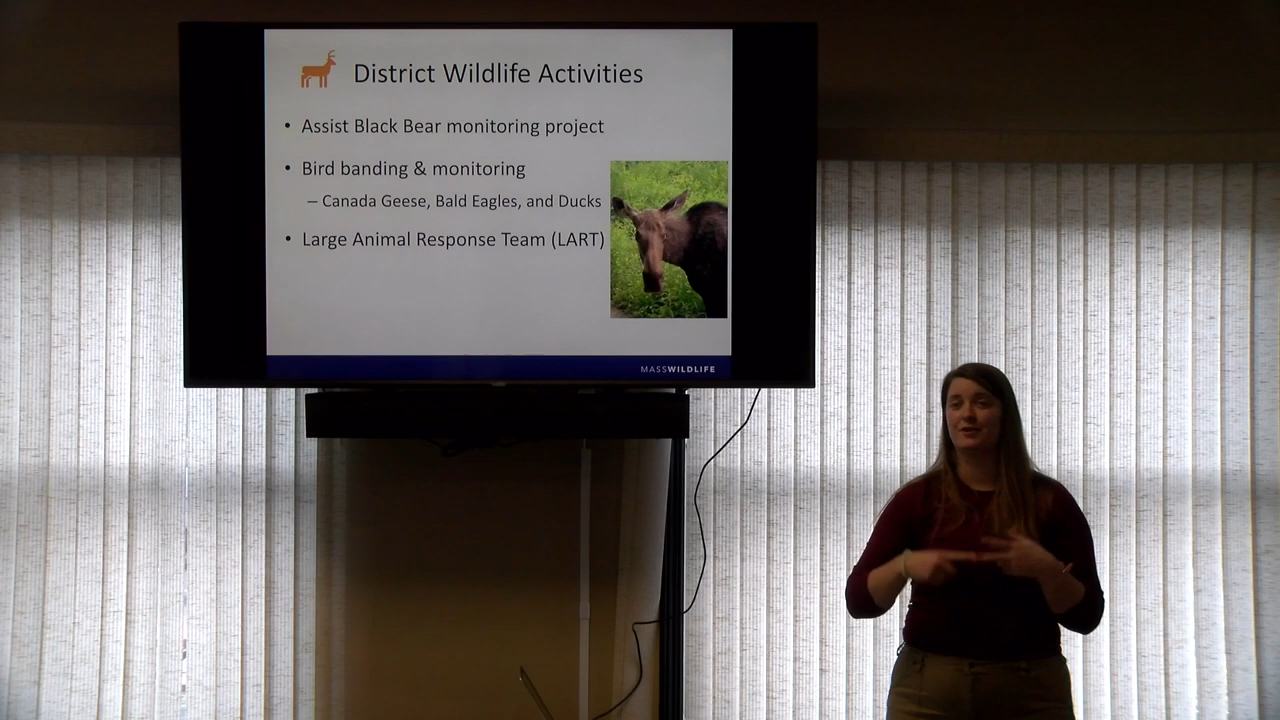 District Wildlife Activities
• Assist Black Bear monitoring project
• Bird banding & monitoring
– Canada Geese, Bald Eagles, and Ducks
• Large Animal Response Team (LART)
MASSWILDLIFE